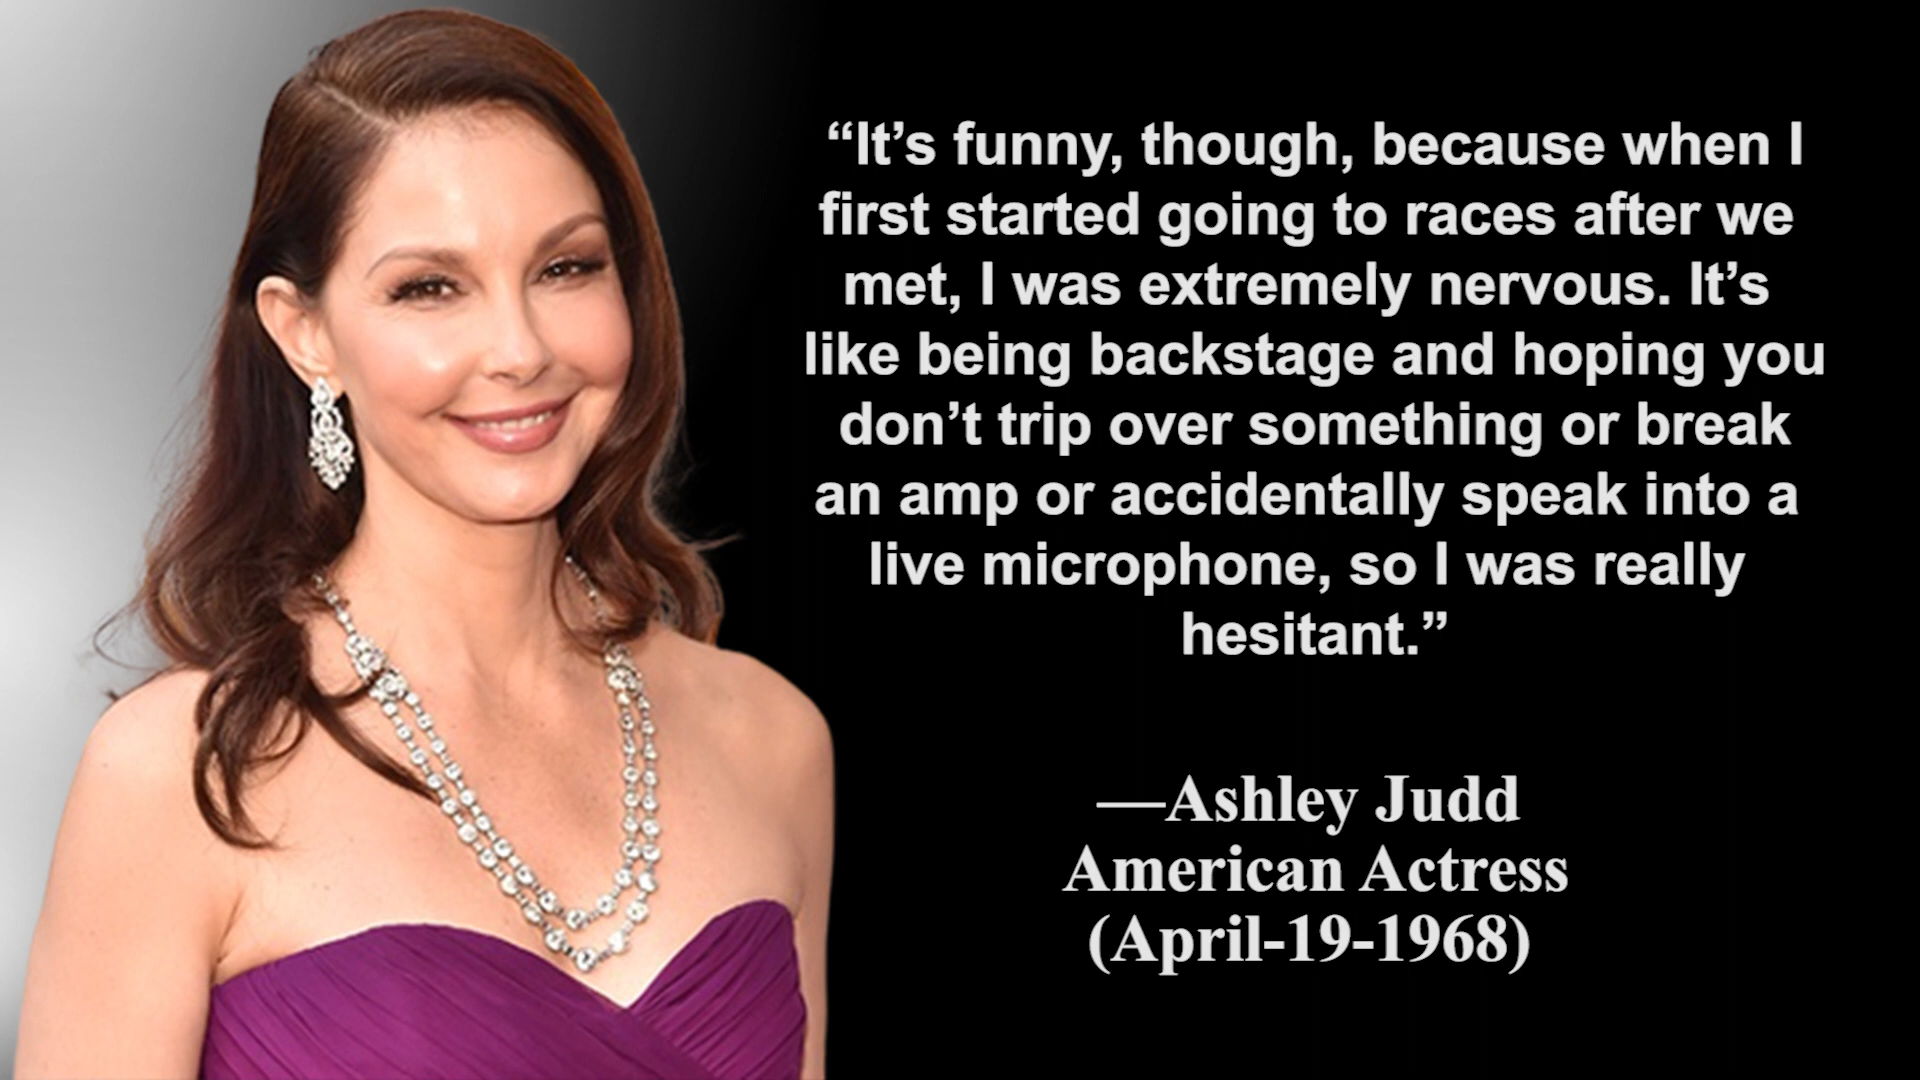 “It’s funny, though, because when I
first started going to races after we
met, I was extremely nervous. It’s
like being backstage and hoping you
don’t trip over something or break
an amp or accidentally speak into a
live microphone, so I was really
hesitant.”
—Ashley Judd
American Actress
(April-19-1968)